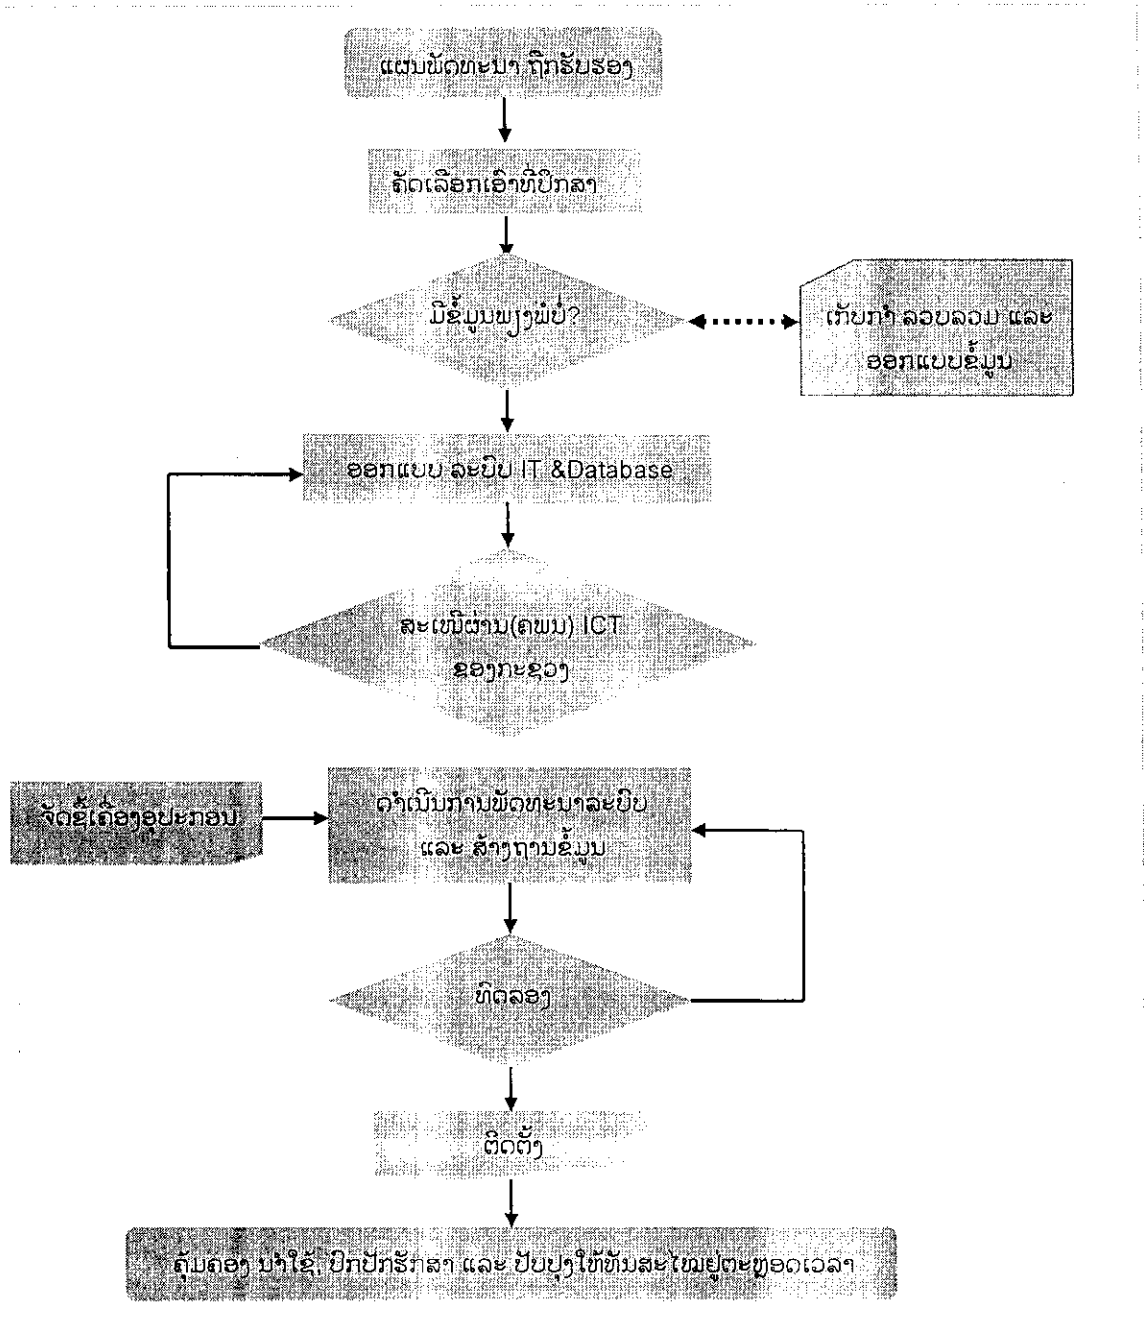 ແຜນພັດທະນາ ຖືກຮັບຮອງ
ຄັດເລືອກເອົາທີ່ປຶກສາ
ມີຂໍ້ມູນພຽງພໍບໍ່?
ເກັບກຳ ລວບລວມ ແລະ
ອອກແບບຂໍ້ມູນ
ອອກແບບ ລະບົບ IT &Database
ສະເໜີຜ່ານ(ຄພນ) ICT
ຂອງກະຊວງ
ຈັດຊື້ເຄື່ອງອຸປະກອນ
ດຳເນີນການພັດທະນາລະບົບ
ແລະ ສ້າງຖານຂໍ້ມູນ
ທົດລອງ
ຕິດຕັ້ງ
ຄຸ້ມຄອງ ນຳໃຊ້, ປົກປັກຮັກສາ ແລະ ປັບປຸງໃຫ້ທັນສະໄໝຢູ່ຕະຫຼອດເວລາ